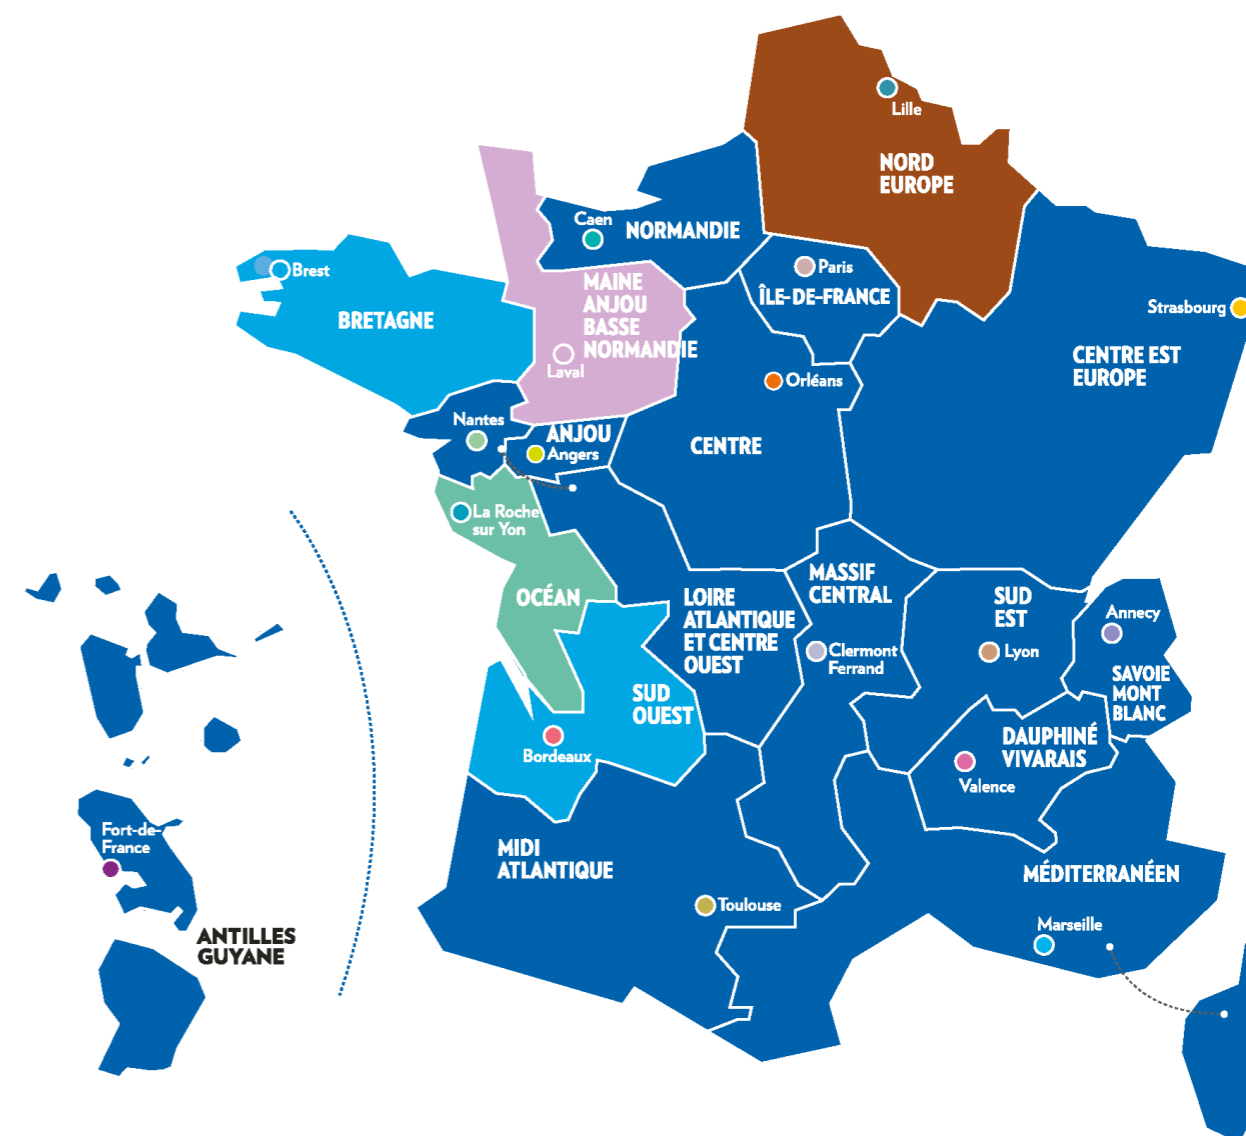 Lille
NORD
EUROPE
Caen
NORMANDIE
Paris
ÎLE-DE-FRANCE
Brest
BRETAGNE
MAINE
ANJOU
BASSE
NORMANDIE
Laval
Strasbourg
CENTRE EST
EUROPE
Orléans
CENTRE
Nantes
ANJOU
Angers
La Roche
sur Yon
OCÉAN
LOIRE
ATLANTIQUE
ET CENTRE
OUEST
MASSIF
CENTRAL
Clermont
Ferrand
SUD
EST
Lyon
Annecy
SAVOIE
MONT
BLANC
SUD
OUEST
Bordeaux
DAUPHINÉ
VIVARAIS
Valence
MIDI
ATLANTIQUE
Toulouse
MÉDITERRANÉEN
Marseille
Fort-de-
France
ANTILLES
GUYANE